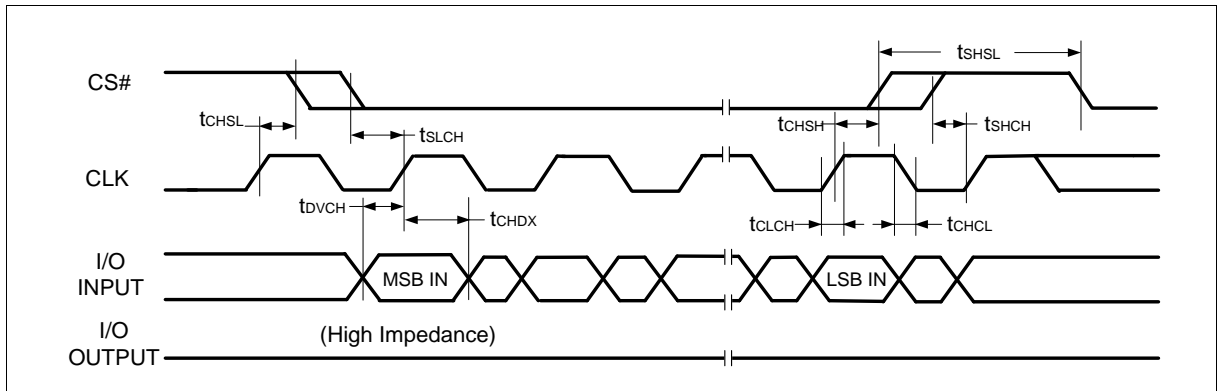 tSHSL
CS#
tCHSL
tSLCH
tCHSH
tSHCH
CLK
tDVCH
tCHDX
tCLCH
tCHCL
I/O
INPUT
MSB IN
LSB IN
I/O
OUTPUT
(High Impedance)